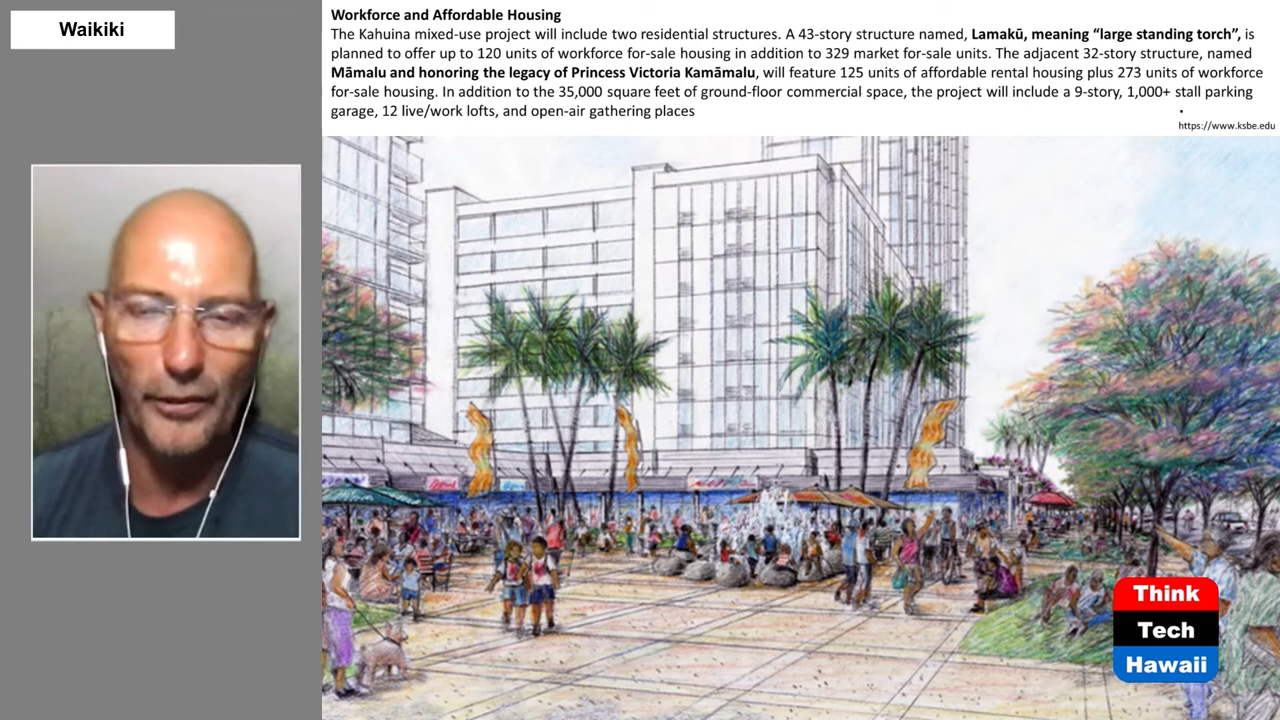 Waikiki
Workforce and Affordable Housing
The Kahuina mixed-use project will include two residential structures. A 43-story structure named, Lamakū, meaning “large standing torch”, is
planned to offer up to 120 units of workforce for-sale housing in addition to 329 market for-sale units. The adjacent 32-story structure, named
Māmalu and honoring the legacy of Princess Victoria Kamāmalu, will feature 125 units of affordable rental housing plus 273 units of workforce
for-sale housing. In addition to the 35,000 square feet of ground-floor commercial space, the project will include a 9-story, 1,000+ stall parking
garage, 12 live/work lofts, and open-air gathering places
https://www.ksbe.edu
Think
Tech
Hawaii